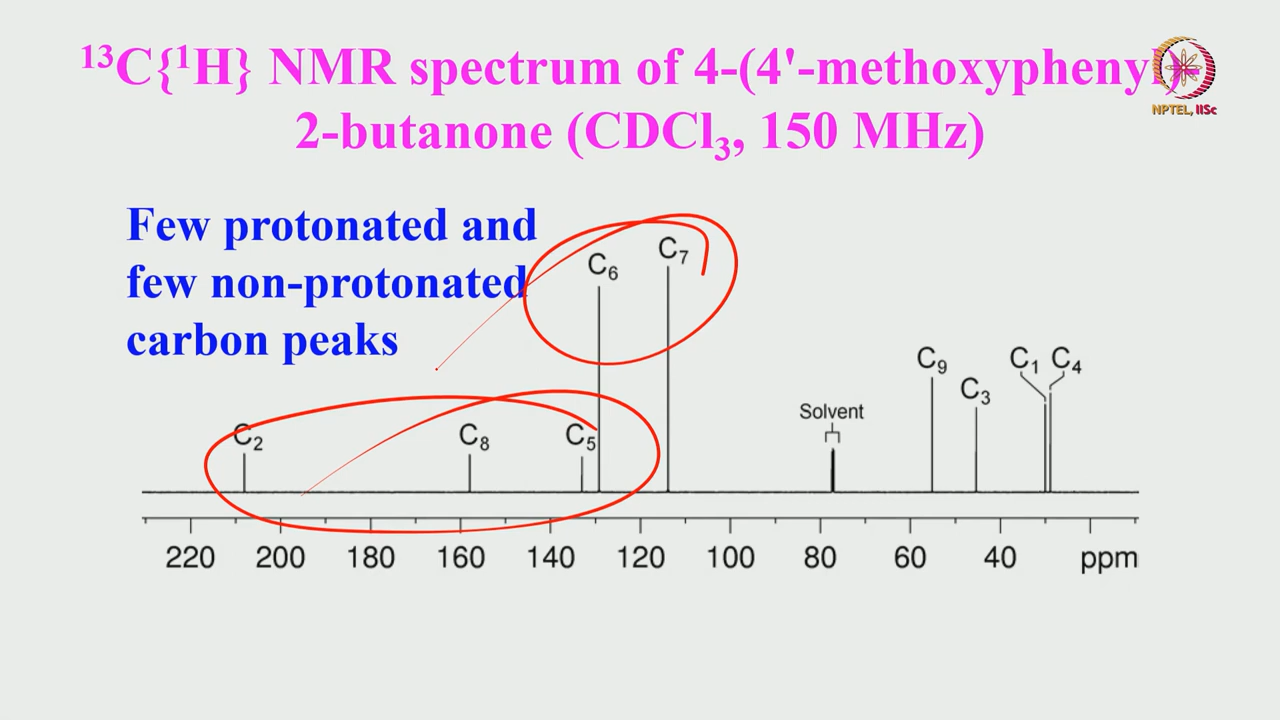 ¹³C{¹H} NMR spectrum of 4-(4'-methoxyphenyl)-
2-butanone (CDCl₃, 150 MHz)
NPTEL, IISc
Few protonated and
few non-protonated
carbon peaks
C₆
C₇
C₉
C₁ C₄
C₃
Solvent
C₂
C₈
C₅
220 200 180 160 140 120 100 80 60 40 ppm